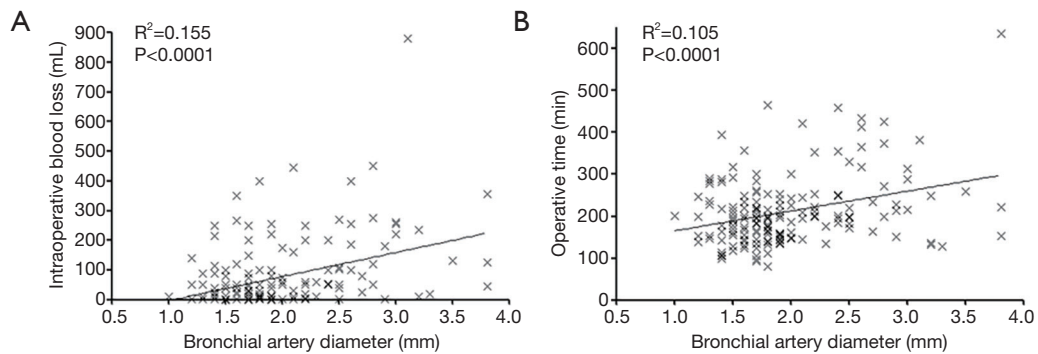 A
R²=0.155
P<0.0001
Intraoperative blood loss (mL)
900
800
700
600
500
400
300
200
100
0
0.5 1.0 1.5 2.0 2.5 3.0 3.5 4.0
Bronchial artery diameter (mm)
B
R²=0.105
P<0.0001
Operative time (min)
600
500
400
300
200
100
0
0.5 1.0 1.5 2.0 2.5 3.0 3.5 4.0
Bronchial artery diameter (mm)